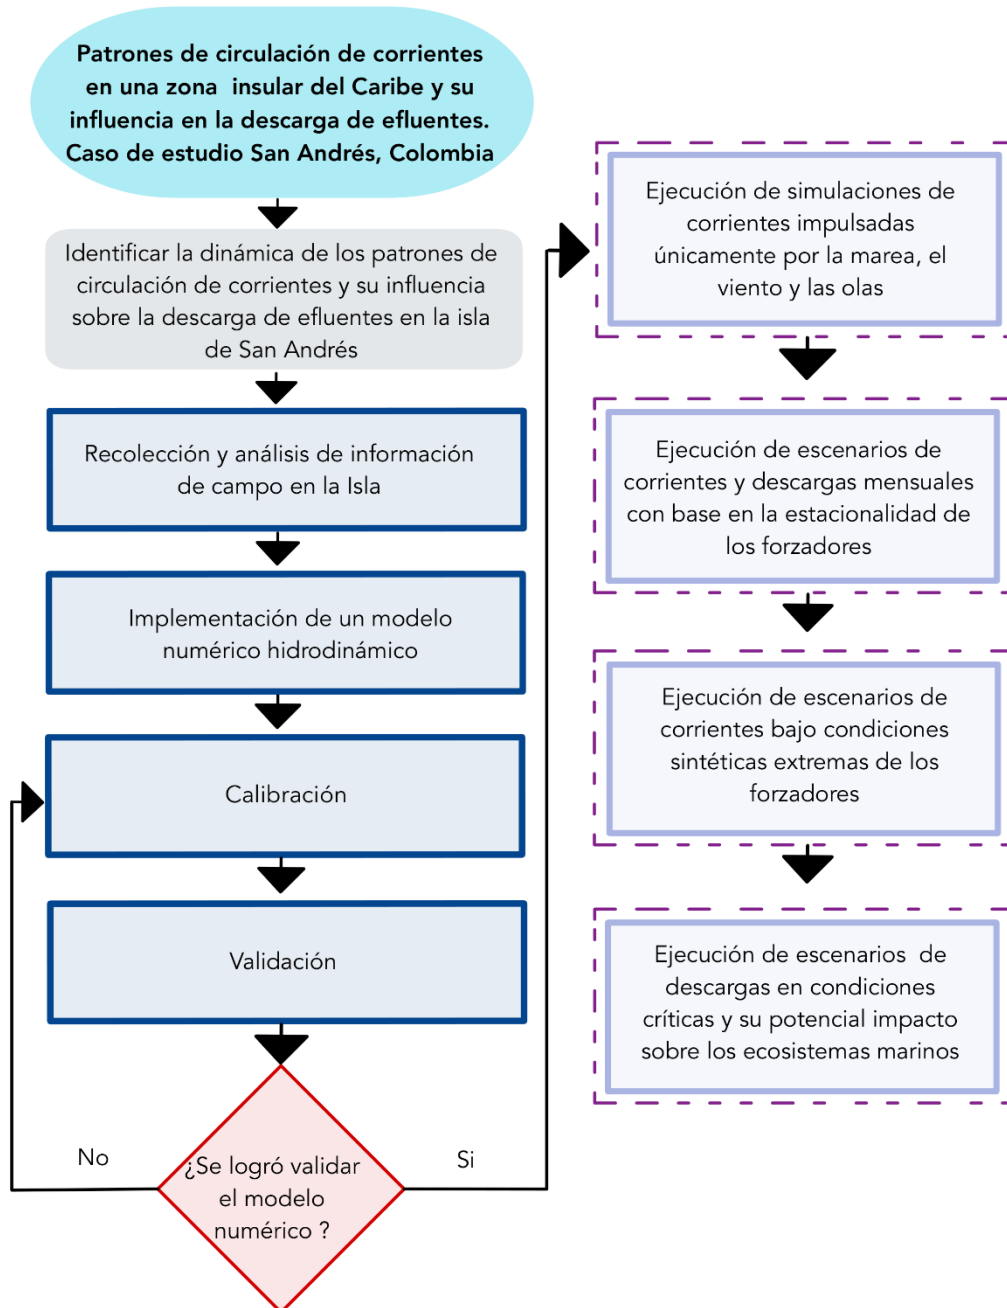 Patrones de circulación de corrientes
en una zona insular del Caribe y su
influencia en la descarga de efluentes.
Caso de estudio San Andrés, Colombia
Identificar la dinámica de los patrones de
circulación de corrientes y su influencia
sobre la descarga de efluentes en la isla
de San Andrés
Recolección y análisis de información
de campo en la Isla
Implementación de un modelo
numérico hidrodinámico
Calibración
Validación
¿Se logró validar
el modelo
numérico ?
No
Si
Ejecución de simulaciones de
corrientes impulsadas
únicamente por la marea, el
viento y las olas
Ejecución de escenarios de
corrientes y descargas mensuales
con base en la estacionalidad de
los forzadores
Ejecución de escenarios de
corrientes bajo condiciones
sintéticas extremas de los
forzadores
Ejecución de escenarios de
descargas en condiciones
críticas y su potencial impacto
sobre los ecosistemas marinos